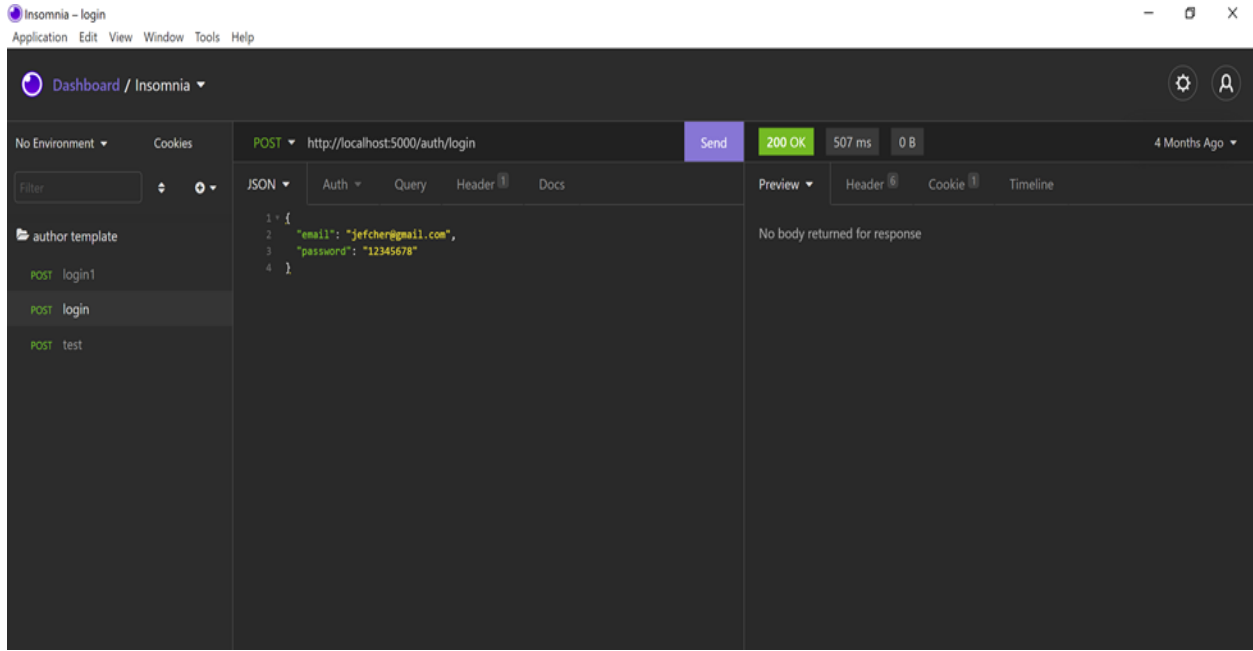 Insomnia – login
Application Edit View Window Tools Help
Dashboard / Insomnia
No Environment Cookies
POST http://localhost:5000/auth/login Send
200 OK 507 ms 0 B 4 Months Ago
Filter
JSON Auth Query Header 1 Docs
Preview Header 6 Cookie 1 Timeline
author template
POST login1
POST login
POST test
1 {
2 "email": "jefcher@gmail.com",
3 "password": "12345678"
4 }
No body returned for response